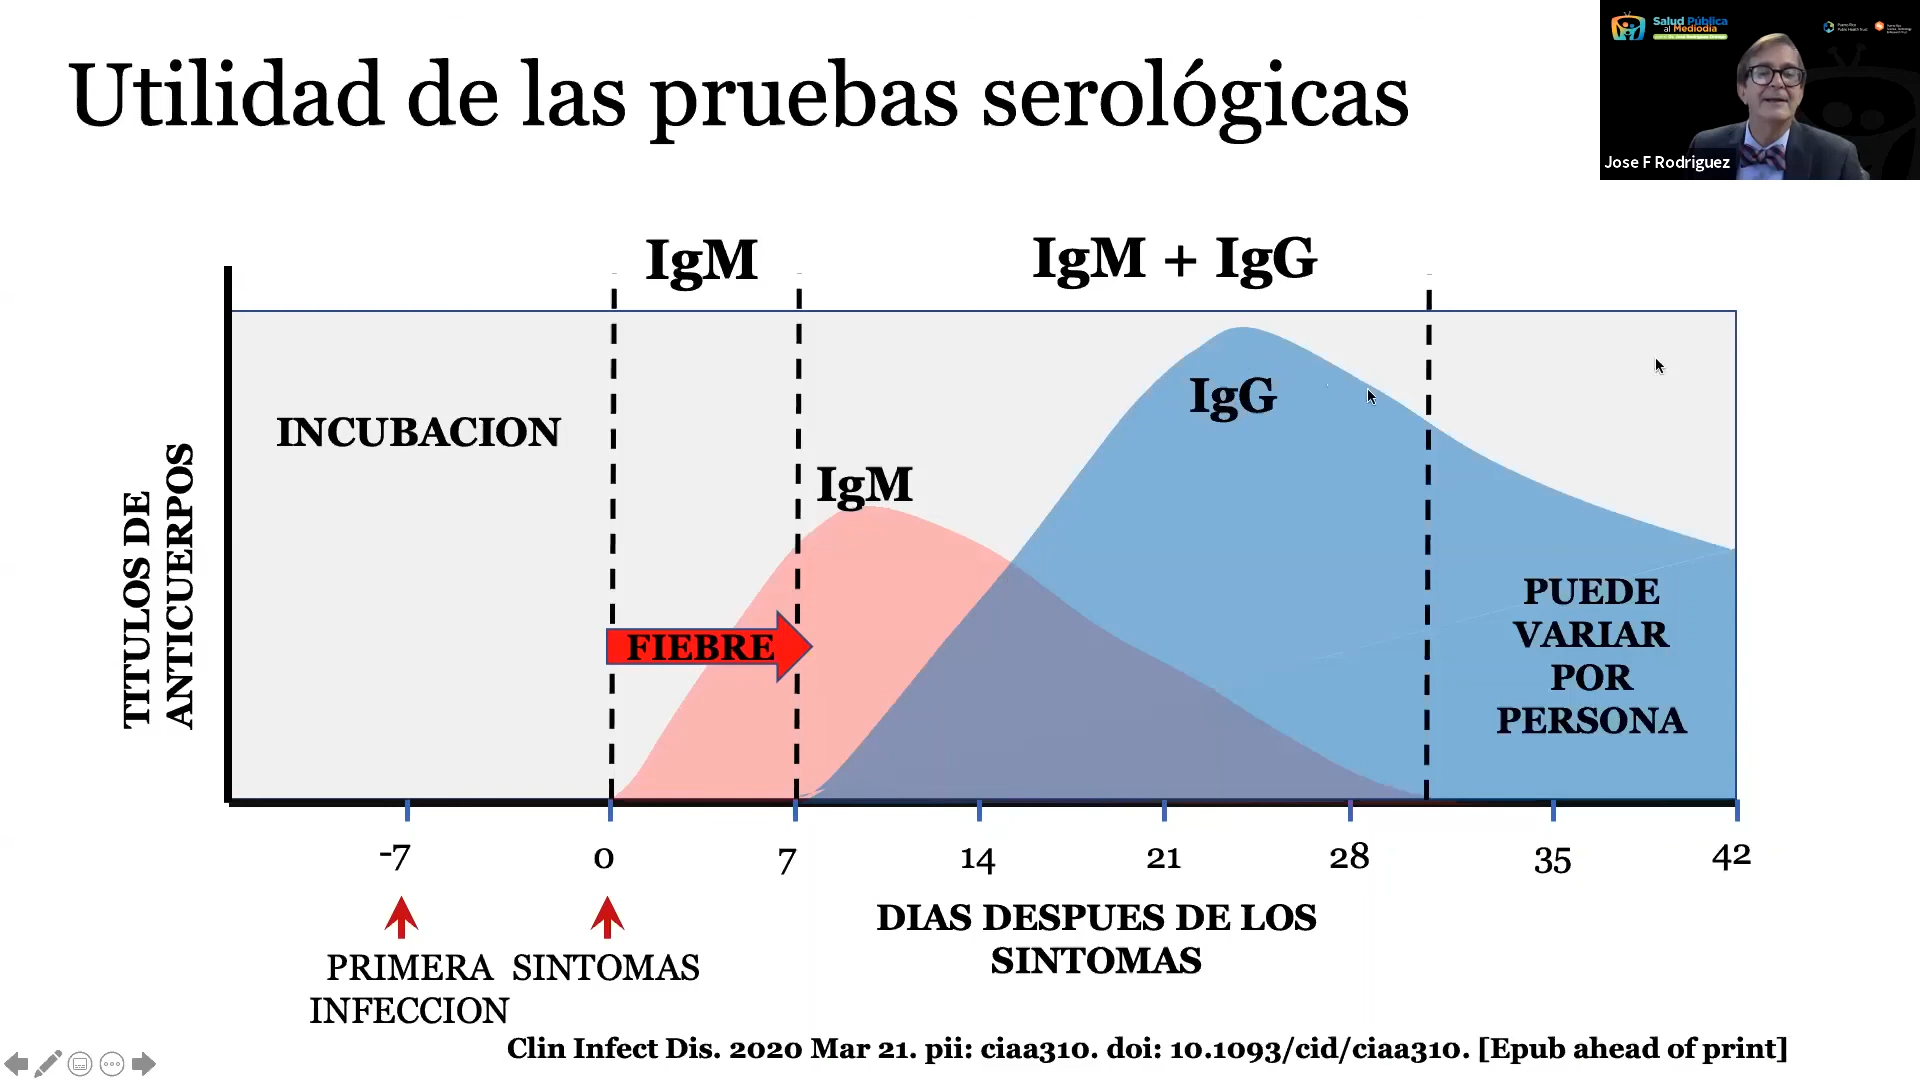 Utilidad de las pruebas serológicas
Salud Pública
al Mediodía
Jose F Rodriguez
IgM
IgM + IgG
INCUBACION
IgM
IgG
FIEBRE
TITULOS DE
ANTICUERPOS
PUEDE
VARIAR
POR
PERSONA
-7
0
7
14
21
28
35
42
PRIMERA
INFECCION
SINTOMAS
DIAS DESPUES DE LOS
SINTOMAS
Clin Infect Dis. 2020 Mar 21. pii: ciaa310. doi: 10.1093/cid/ciaa310. [Epub ahead of print]